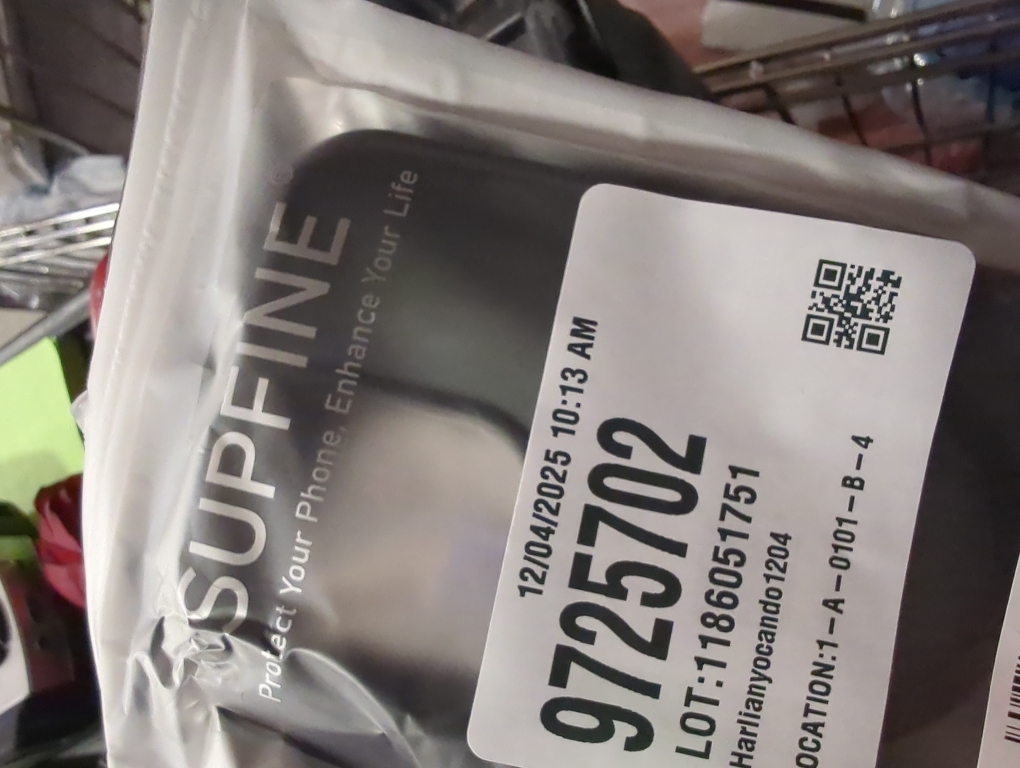 SUPFINE®
Protect Your Phone, Enhance Your Life
12/04/2025 10:13 AM
9725702
LOT:1186051751
Harlianyocando1204
OCATION:1-A-0101-B-4